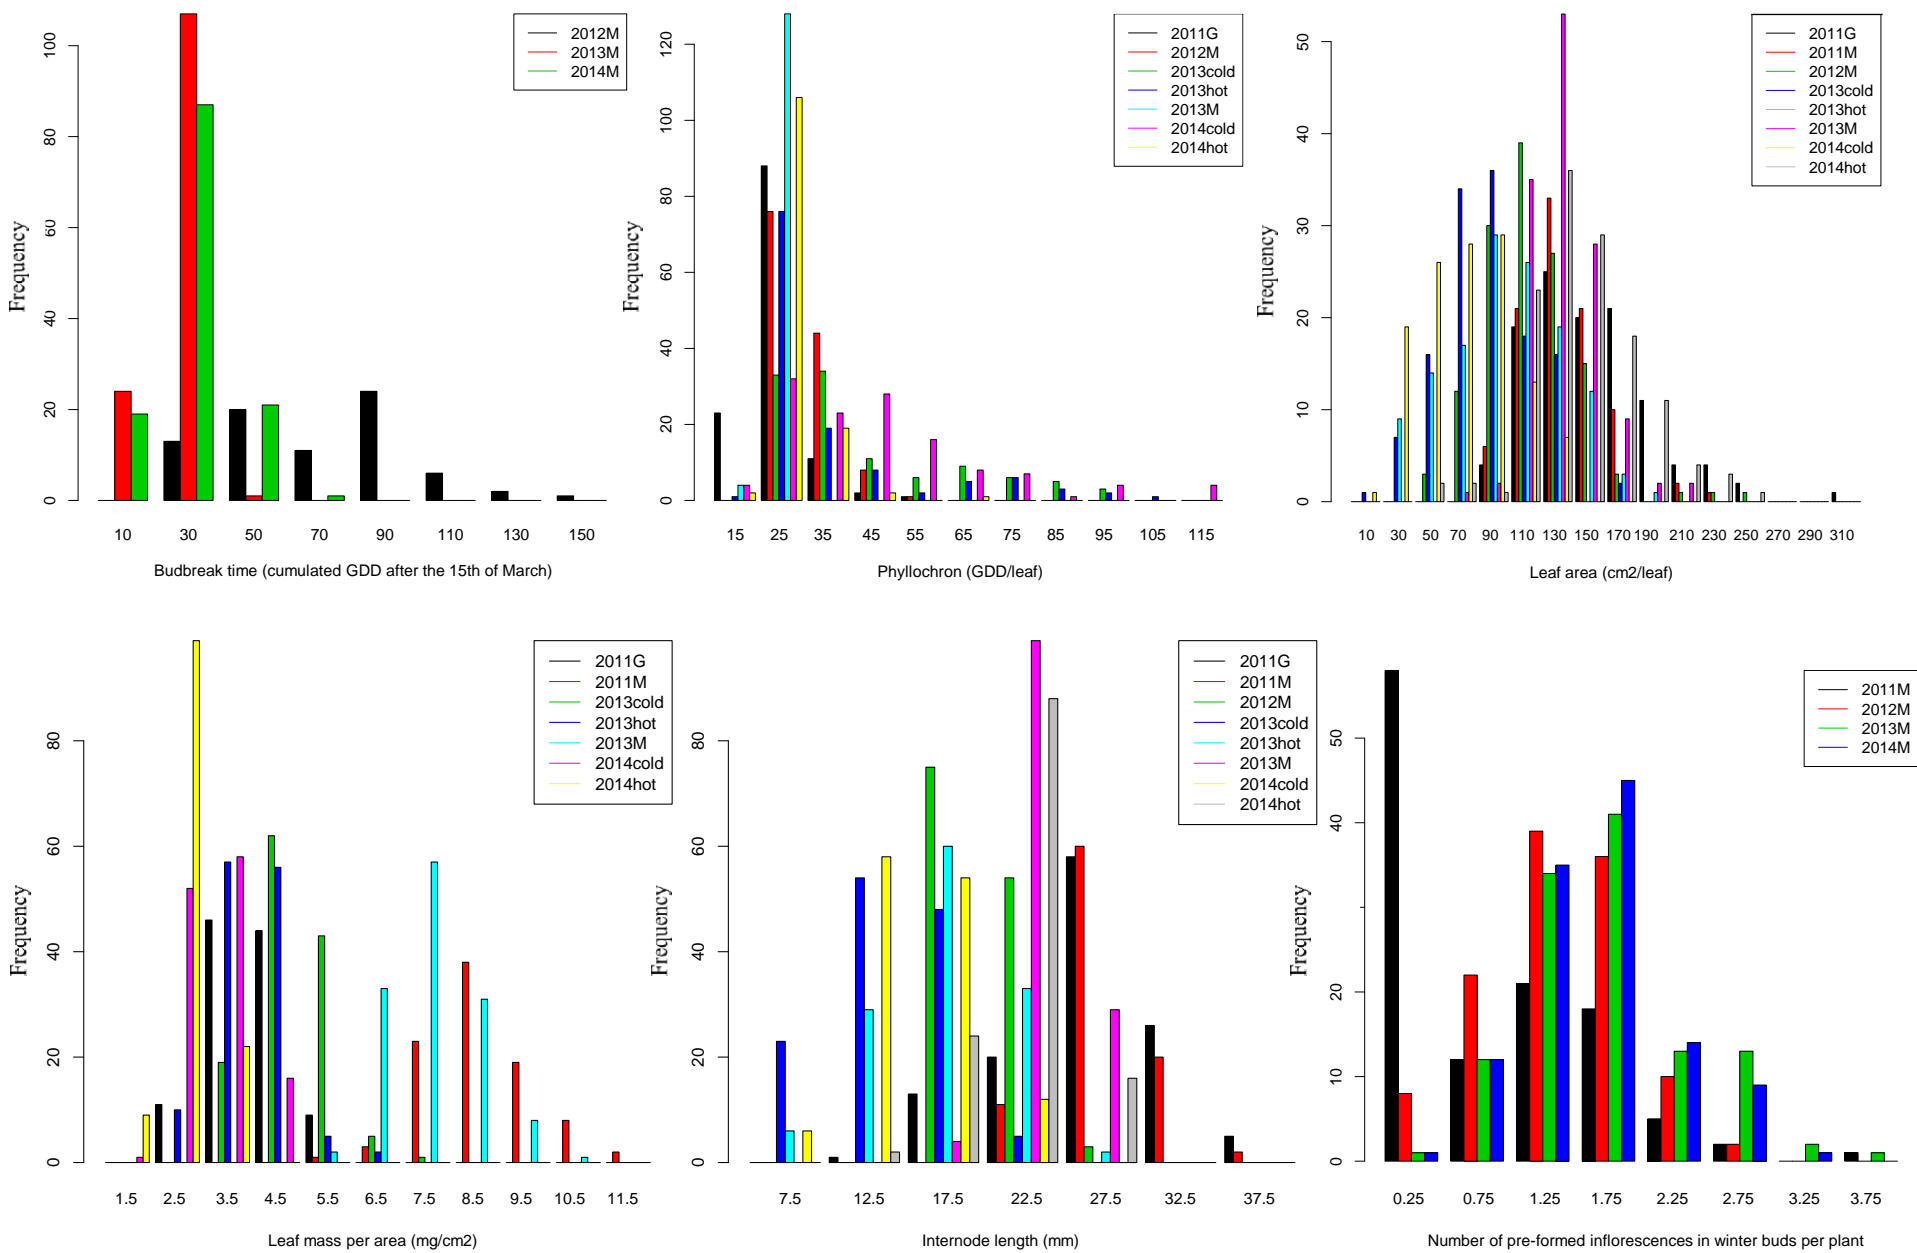 2012M
2013M
2014M
Frequency
0 20 40 60 80 100
10 30 50 70 90 110 130 150
Budbreak time (cumulated GDD after the 15th of March)
2011G
2012M
2013cold
2013hot
2013M
2014cold
2014hot
Frequency
0 20 40 60 80 100 120
15 25 35 45 55 65 75 85 95 105 115
Phyllochron (GDD/leaf)
2011G
2011M
2012M
2013cold
2013hot
2013M
2014cold
2014hot
Frequency
0 10 20 30 40 50
10 30 50 70 90 110 130 150 170 190 210 230 250 270 290 310
Leaf area (cm2/leaf)
2011G
2011M
2013cold
2013hot
2013M
2014cold
2014hot
Frequency
0 20 40 60 80
1.5 2.5 3.5 4.5 5.5 6.5 7.5 8.5 9.5 10.5 11.5
Leaf mass per area (mg/cm2)
2011G
2011M
2012M
2013cold
2013hot
2013M
2014cold
2014hot
Frequency
0 20 40 60 80
7.5 12.5 17.5 22.5 27.5 32.5 37.5
Internode length (mm)
2011M
2012M
2013M
2014M
Frequency
0 10 20 40 50
0.25 0.75 1.25 1.75 2.25 2.75 3.25 3.75
Number of pre-formed inflorescences in winter buds per plant